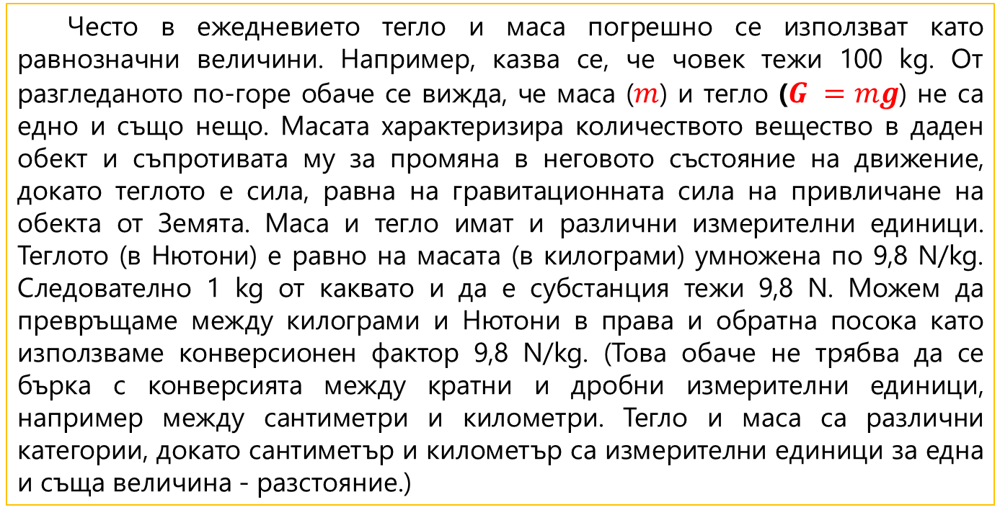 Често в ежедневието тегло и маса погрешно се използват като
равнозначни величини. Например, казва се, че човек тежи 100 kg. От
разгледаното по-горе обаче се вижда, че маса (m) и тегло (G = mg) не са
едно и също нещо. Масата характеризира количеството вещество в даден
обект и съпротивата му за промяна в неговото състояние на движение,
докато теглото е сила, равна на гравитационната сила на привличане на
обекта от Земята. Маса и тегло имат и различни измерителни единици.
Теглото (в Нютони) е равно на масата (в килограми) умножена по 9,8 N/kg.
Следователно 1 kg от каквато и да е субстанция тежи 9,8 N. Можем да
превръщаме между килограми и Нютони в права и обратна посока като
използваме конверсионен фактор 9,8 N/kg. (Това обаче не трябва да се
бърка с конверсията между кратни и дробни измерителни единици,
например между сантиметри и километри. Тегло и маса са различни
категории, докато сантиметър и километър са измерителни единици за една
и съща величина - разстояние.)